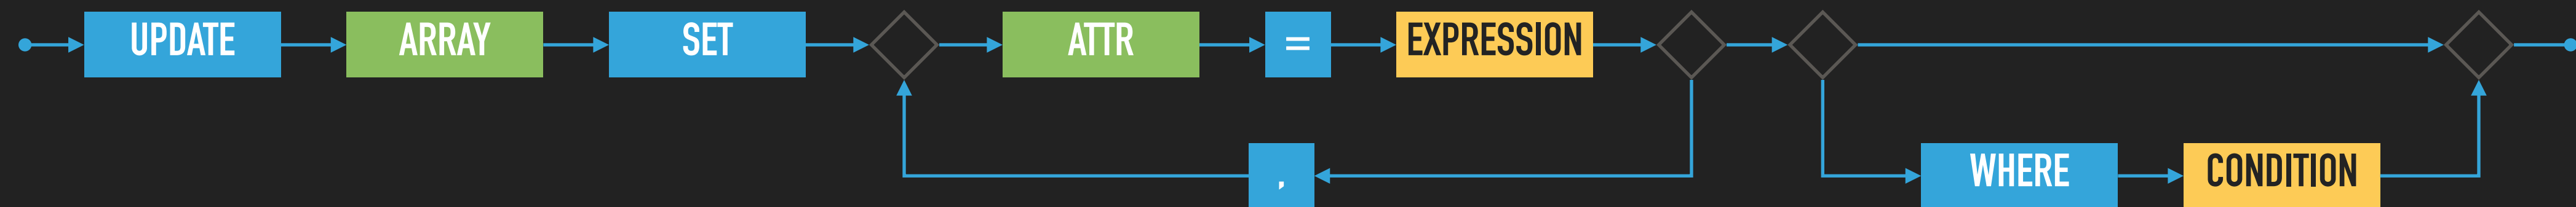 UPDATE ARRAY SET ATTR = EXPRESSION
, WHERE CONDITION